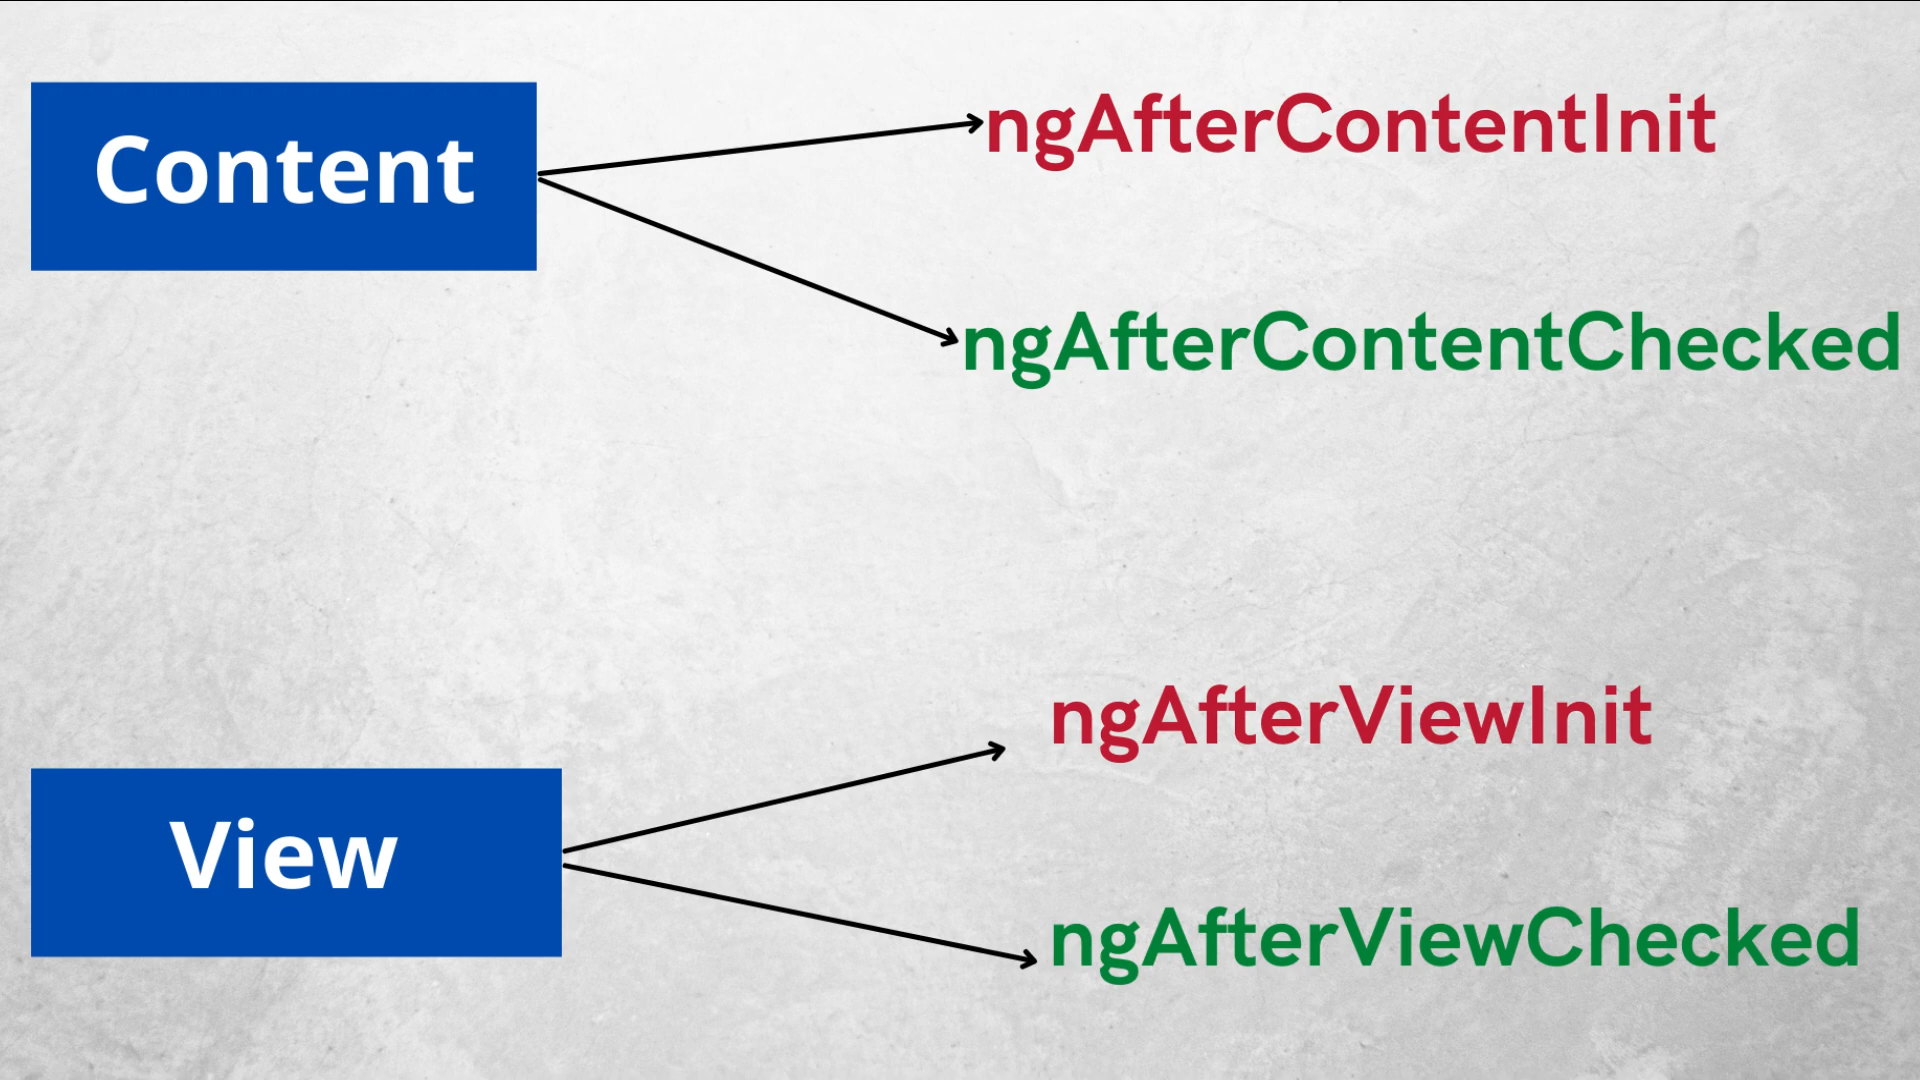 Content
ngAfterContentInit
ngAfterContentChecked
View
ngAfterViewInit
ngAfterViewChecked